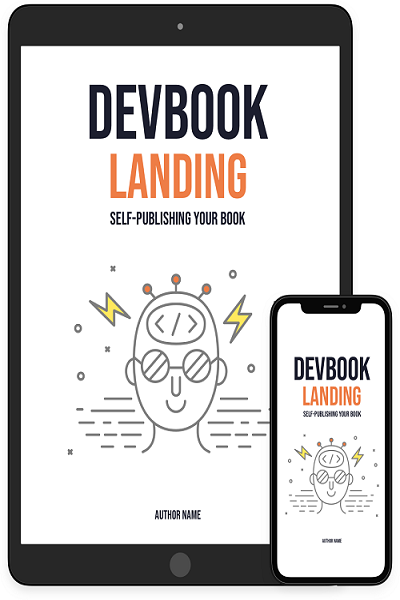 DEVBOOK
LANDING
SELF-PUBLISHING YOUR BOOK
</>
AUTHOR NAME
DEVBOOK
LANDING
SELF-PUBLISHING YOUR BOOK
</>
AUTHOR NAME